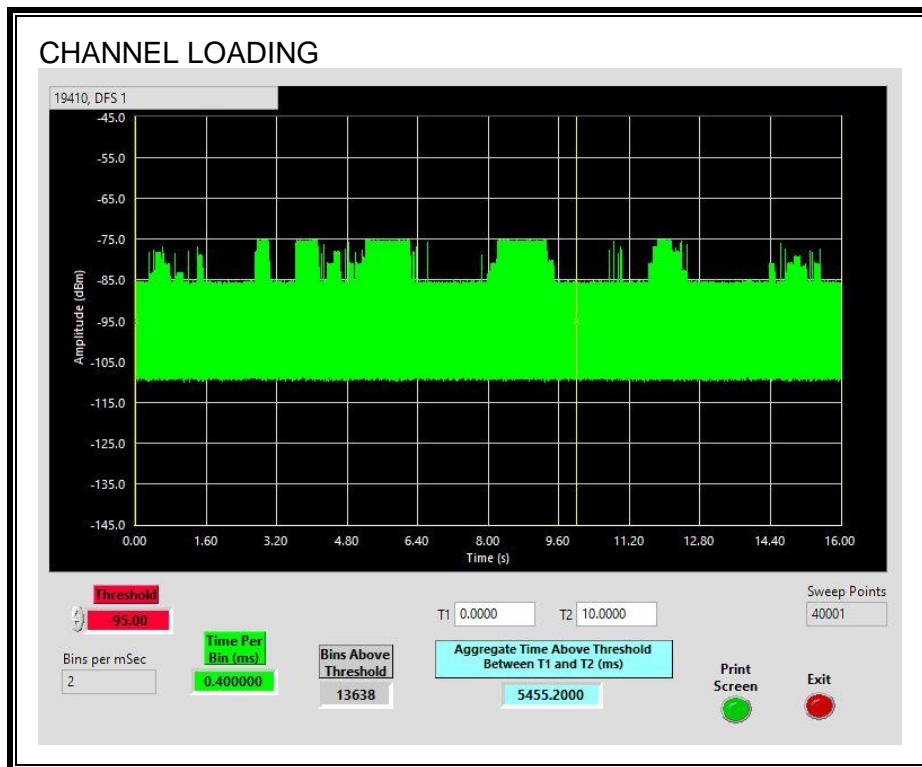 CHANNEL LOADING
19410, DFS 1
-45.0
-55.0
-65.0
-75.0
-85.0
-95.0
-105.0
-115.0
-125.0
-135.0
-145.0
Amplitude (dBm)
0.00 1.60 3.20 4.80 6.40 8.00 9.60 11.20 12.80 14.40 16.00
Time (s)
Threshold
-95.00
Bins per mSec
2
Time Per
Bin (ms)
0.400000
Bins Above
Threshold
13638
T1 0.0000 T2 10.0000
Aggregate Time Above Threshold
Between T1 and T2 (ms)
5455.2000
Sweep Points
40001
Print
Screen
Exit